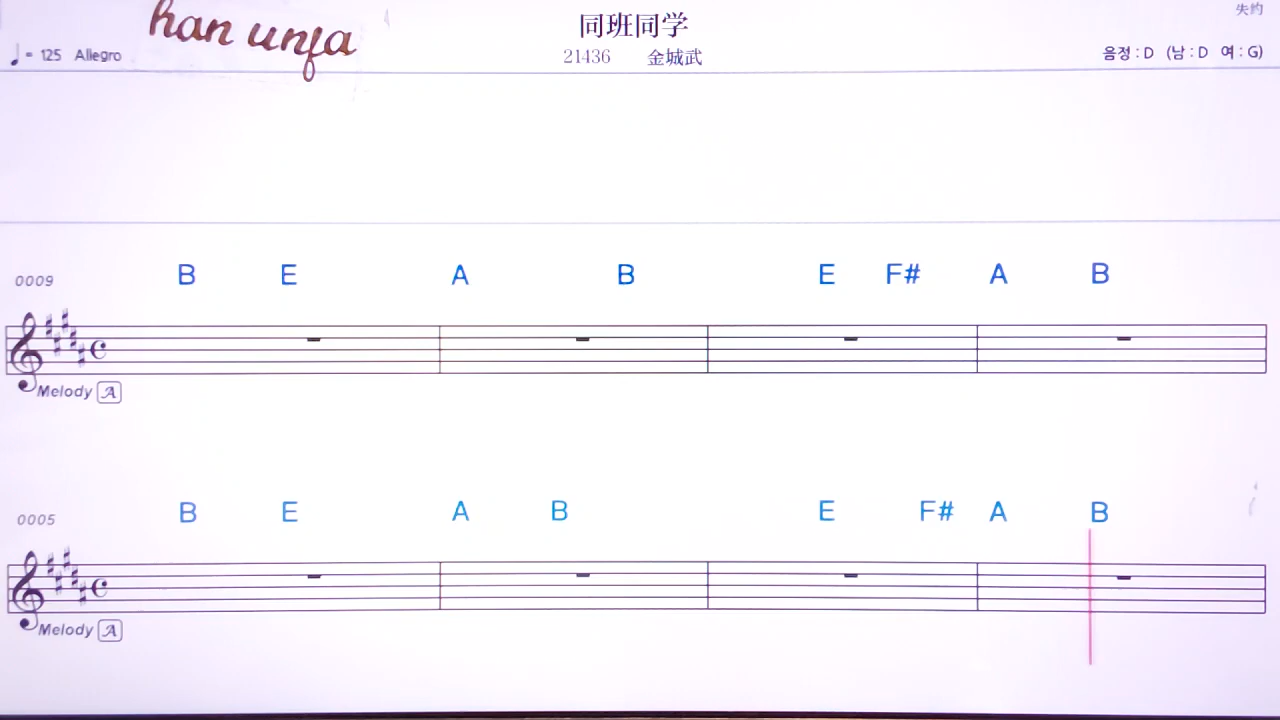 han unfa
同班同学
失约
♩ = 125 Allegro
21436 金城武
음정 : D (남 : D 여 : G)
0009
B E A B E F# A B
Melody A
0005
B E A B E F# A B
Melody A